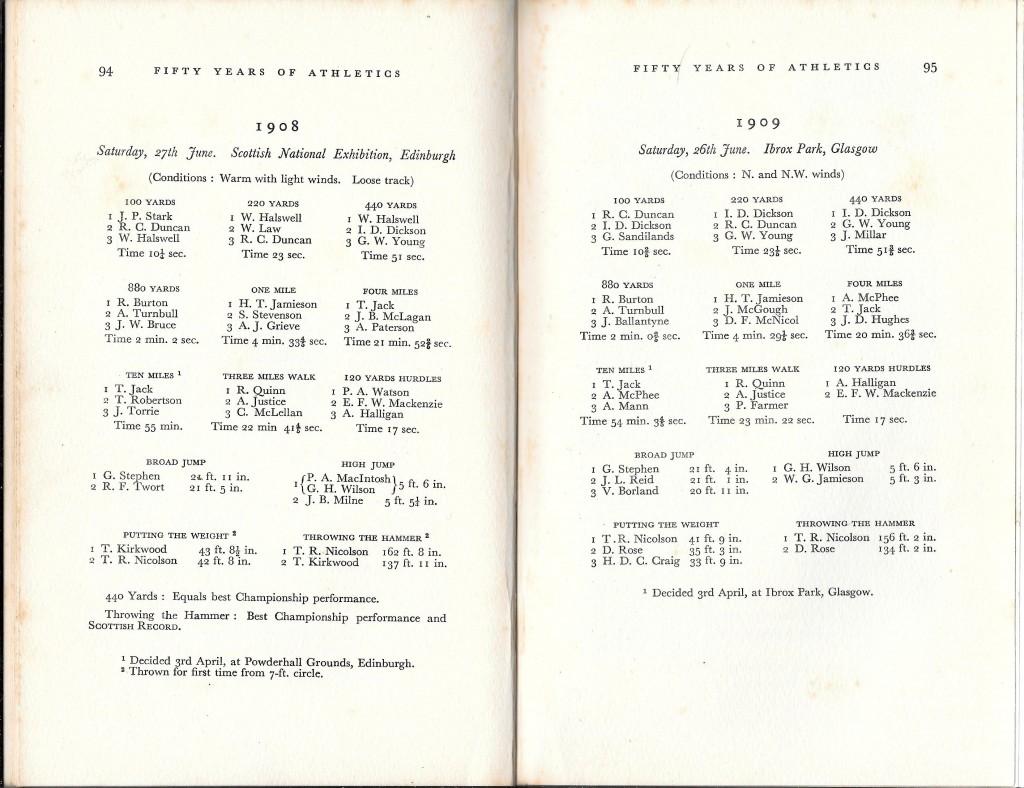 94 FIFTY YEARS OF ATHLETICS
1908
Saturday, 27th June. Scottish National Exhibition, Edinburgh
(Conditions : Warm with light winds. Loose track)
100 YARDS
1 J. P. Stark
2 R. C. Duncan
3 W. Halswell
Time 10¼ sec.
220 YARDS
1 W. Halswell
2 W. Law
3 R. C. Duncan
Time 23 sec.
440 YARDS
1 W. Halswell
2 I. D. Dickson
3 G. W. Young
Time 51 sec.
880 YARDS
1 R. Burton
2 A. Turnbull
3 J. W. Bruce
Time 2 min. 2 sec.
ONE MILE
1 H. T. Jamieson
2 S. Stevenson
3 A. J. Grieve
Time 4 min. 33⅘ sec.
FOUR MILES
1 T. Jack
2 J. B. McLagan
3 A. Paterson
Time 21 min. 52⅗ sec.
TEN MILES ¹
1 T. Jack
2 T. Robertson
3 J. Torrie
Time 55 min.
THREE MILES WALK
1 R. Quinn
2 A. Justice
3 C. McLellan
Time 22 min 41⅘ sec.
120 YARDS HURDLES
1 P. A. Watson
2 E. F. W. Mackenzie
3 A. Halligan
Time 17 sec.
BROAD JUMP
1 G. Stephen 2 ft. 11 in.
2 R. F. Twort 21 ft. 5 in.
HIGH JUMP
1 {P. A. MacIntosh
{G. H. Wilson } 5 ft. 6 in.
2 J. B. Milne 5 ft. 5½ in.
PUTTING THE WEIGHT ²
1 T. Kirkwood 43 ft. 8½ in.
2 T. R. Nicolson 42 ft. 8 in.
THROWING THE HAMMER ²
1 T. R. Nicolson 162 ft. 8 in.
2 T. Kirkwood 137 ft. 11 in.
440 Yards : Equals best Championship performance.
Throwing the Hammer : Best Championship performance and
SCOTTISH RECORD.
¹ Decided 3rd April, at Powderhall Grounds, Edinburgh.
² Thrown for first time from 7-ft. circle.
FIFTY YEARS OF ATHLETICS 95
1909
Saturday, 26th June. Ibrox Park, Glasgow
(Conditions : N. and N.W. winds)
100 YARDS
1 R. C. Duncan
2 I. D. Dickson
3 G. Sandilands
Time 10⅗ sec.
220 YARDS
1 I. D. Dickson
2 R. C. Duncan
3 G. W. Young
Time 23⅕ sec.
440 YARDS
1 I. D. Dickson
2 G. W. Young
3 J. Millar
Time 51⅗ sec.
880 YARDS
1 R. Burton
2 A. Turnbull
3 J. Ballantyne
Time 2 min. 0⅗ sec.
ONE MILE
1 H. T. Jamieson
2 J. McGough
3 D. F. McNicol
Time 4 min. 29⅕ sec.
FOUR MILES
1 A. McPhee
2 T. Jack
3 J. D. Hughes
Time 20 min. 36⅗ sec.
TEN MILES ¹
1 T. Jack
2 A. McPhee
3 A. Mann
Time 54 min. 3⅘ sec.
THREE MILES WALK
1 R. Quinn
2 A. Justice
3 P. Farmer
Time 23 min. 22 sec.
120 YARDS HURDLES
1 A. Halligan
2 E. F. W. Mackenzie
Time 17 sec.
BROAD JUMP
1 G. Stephen 21 ft. 4 in.
2 J. L. Reid 21 ft. 1 in.
3 V. Borland 20 ft. 11 in.
HIGH JUMP
1 G. H. Wilson 5 ft. 6 in.
2 W. G. Jamieson 5 ft. 3 in.
PUTTING THE WEIGHT
1 T.R. Nicolson 41 ft. 9 in.
2 D. Rose 35 ft. 3 in.
3 H. D. C. Craig 33 ft. 9 in.
THROWING THE HAMMER
1 T. R. Nicolson 156 ft. 2 in.
2 D. Rose 134 ft. 2 in.
¹ Decided 3rd April, at Ibrox Park, Glasgow.